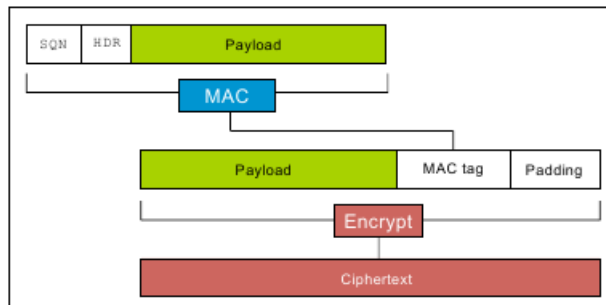 SQN HDR Payload
MAC
Payload MAC tag Padding
Encrypt
Ciphertext